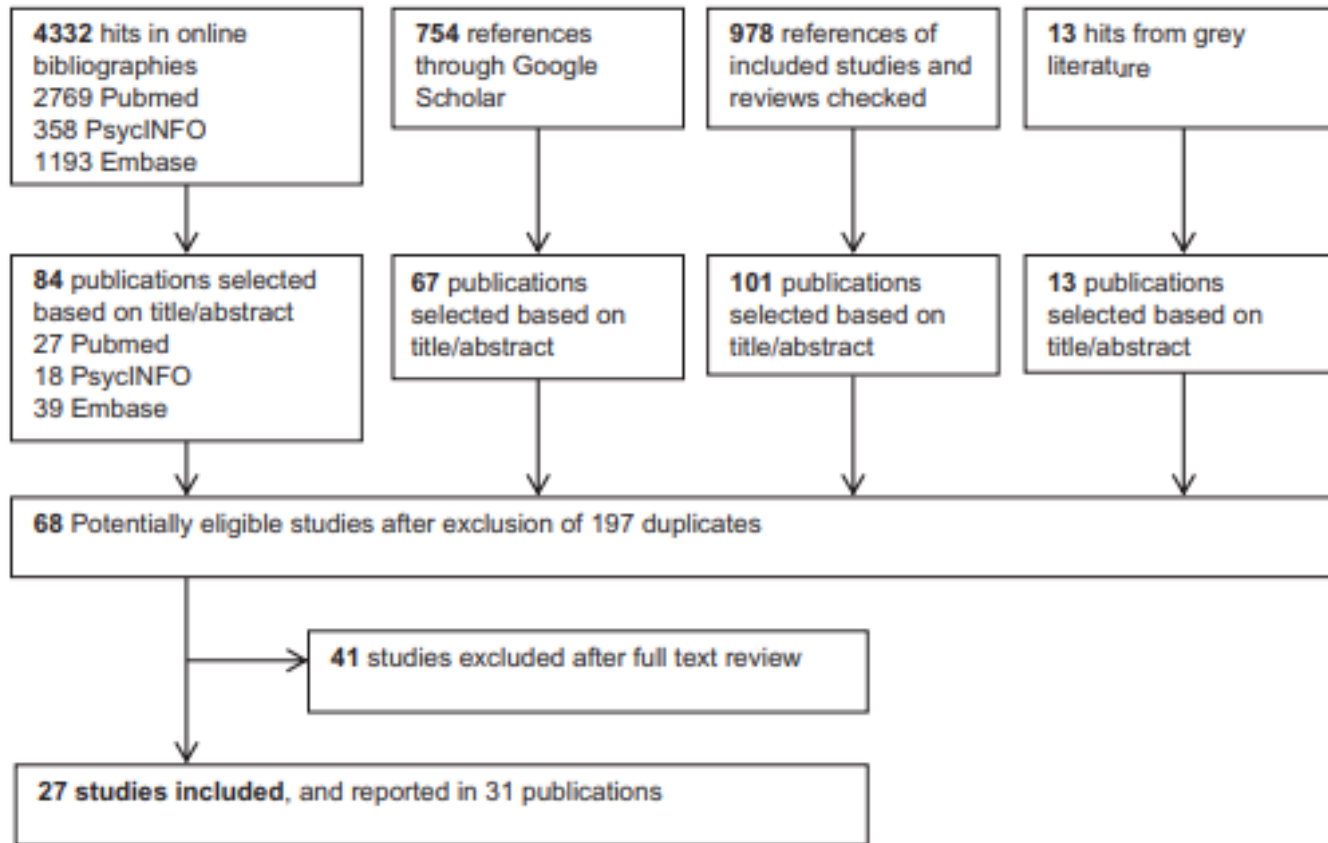 4332 hits in online
bibliographies
2769 Pubmed
358 PsycINFO
1193 Embase
754 references
through Google
Scholar
978 references of
included studies and
reviews checked
13 hits from grey
literature
84 publications selected
based on title/abstract
27 Pubmed
18 PsycINFO
39 Embase
67 publications
selected based on
title/abstract
101 publications
selected based on
title/abstract
13 publications
selected based on
title/abstract
68 Potentially eligible studies after exclusion of 197 duplicates
41 studies excluded after full text review
27 studies included, and reported in 31 publications